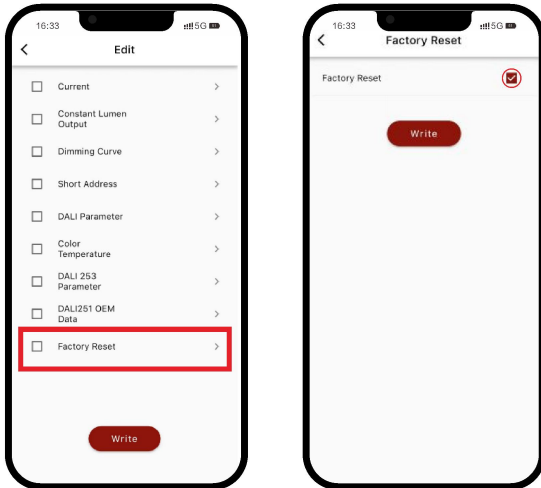 16:33
5G
Edit
Current
Constant Lumen
Output
Dimming Curve
Short Address
DALI Parameter
Color
Temperature
DALI 253
Parameter
DALI251 OEM
Data
Factory Reset
Write
16:33
5G
Factory Reset
Factory Reset
Write